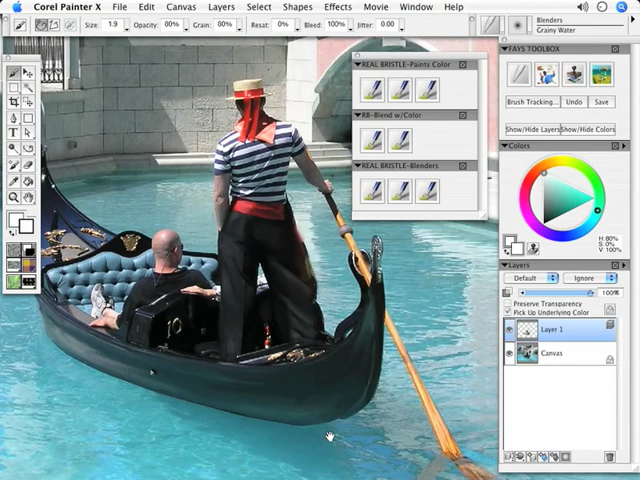 Corel Painter X File Edit Canvas Layers Select Shapes Effects Movie Window Help
Size: 1.9 Opacity: 80% Grain: 80% Resat: 0% Bleed: 100% Jitter: 0.00
Blenders
Grainy Water
REAL BRISTLE-Paints Color
RB-Blend w/Color
REAL BRISTLE-Blenders
FAYS TOOLBOX
Brush Tracking... Undo Save
Show/Hide Layers Show/Hide Colors
Colors
H: 80%
S: 0%
V: 100%
Layers
Default Ignore
100%
Preserve Transparency
Pick Up Underlying Color
Layer 1
Canvas